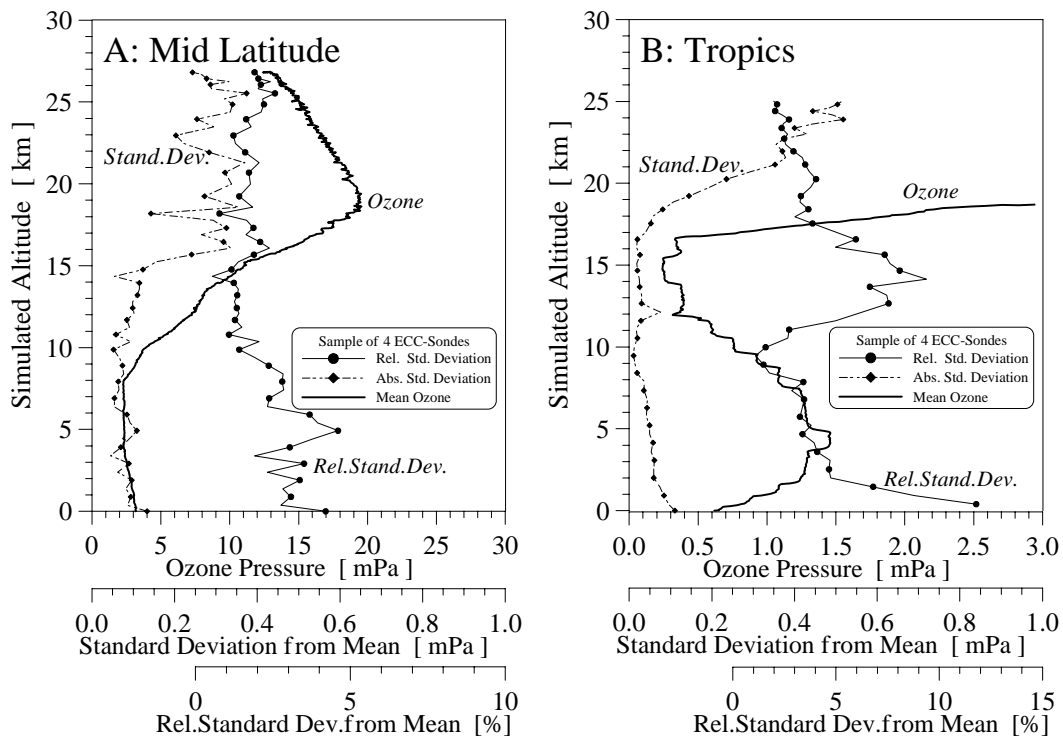 A: Mid Latitude
30
25
20
15
10
5
0
Simulated Altitude [ km ]
Stand.Dev.
Ozone
Sample of 4 ECC-Sondes
Rel. Std. Deviation
Abs. Std. Deviation
Mean Ozone
Rel.Stand.Dev.
0 5 10 15 20 25 30
Ozone Pressure [ mPa ]
0.0 0.2 0.4 0.6 0.8 1.0
Standard Deviation from Mean [ mPa ]
0 5 10
Rel.Standard Dev.from Mean [%]
B: Tropics
30
25
20
15
10
5
0
Simulated Altitude [ km ]
Stand.Dev.
Ozone
Sample of 4 ECC-Sondes
Rel. Std. Deviation
Abs. Std. Deviation
Mean Ozone
Rel.Stand.Dev.
0.0 0.5 1.0 1.5 2.0 2.5 3.0
Ozone Pressure [ mPa ]
0.0 0.2 0.4 0.6 0.8 1.0
Standard Deviation from Mean [ mPa ]
0 5 10 15
Rel.Standard Dev.from Mean [%]